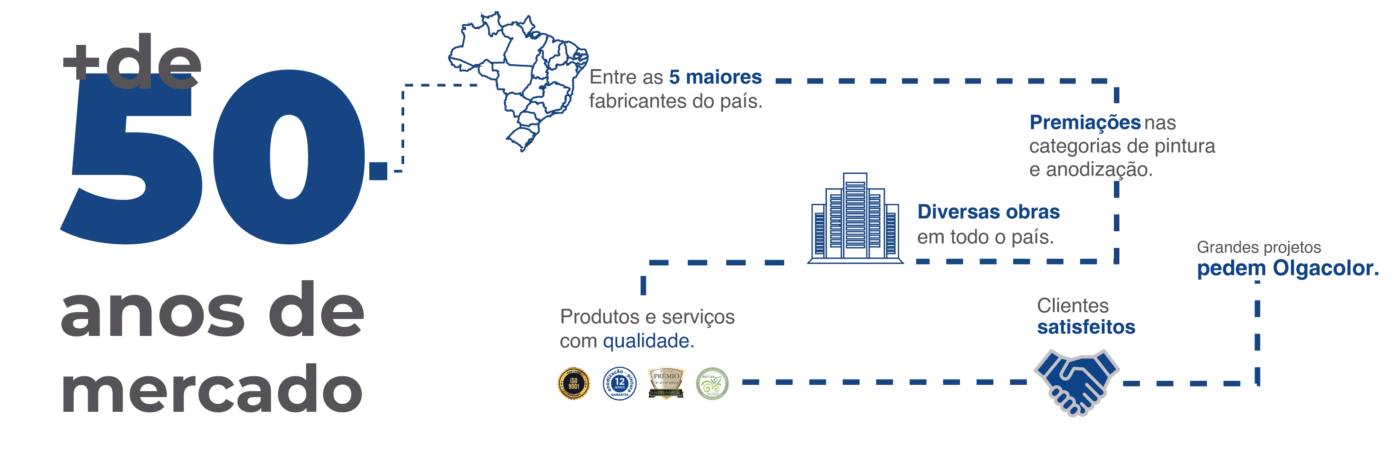 +de
50
anos de
mercado
Entre as 5 maiores
fabricantes do país.
Premiações nas
categorias de pintura
e anodização.
Diversas obras
em todo o país.
Produtos e serviços
com qualidade.
ISO
9001
12
ANOS
GARANTIA
PRÊMIO
Clientes
satisfeitos
Grandes projetos
pedem Olgacolor.